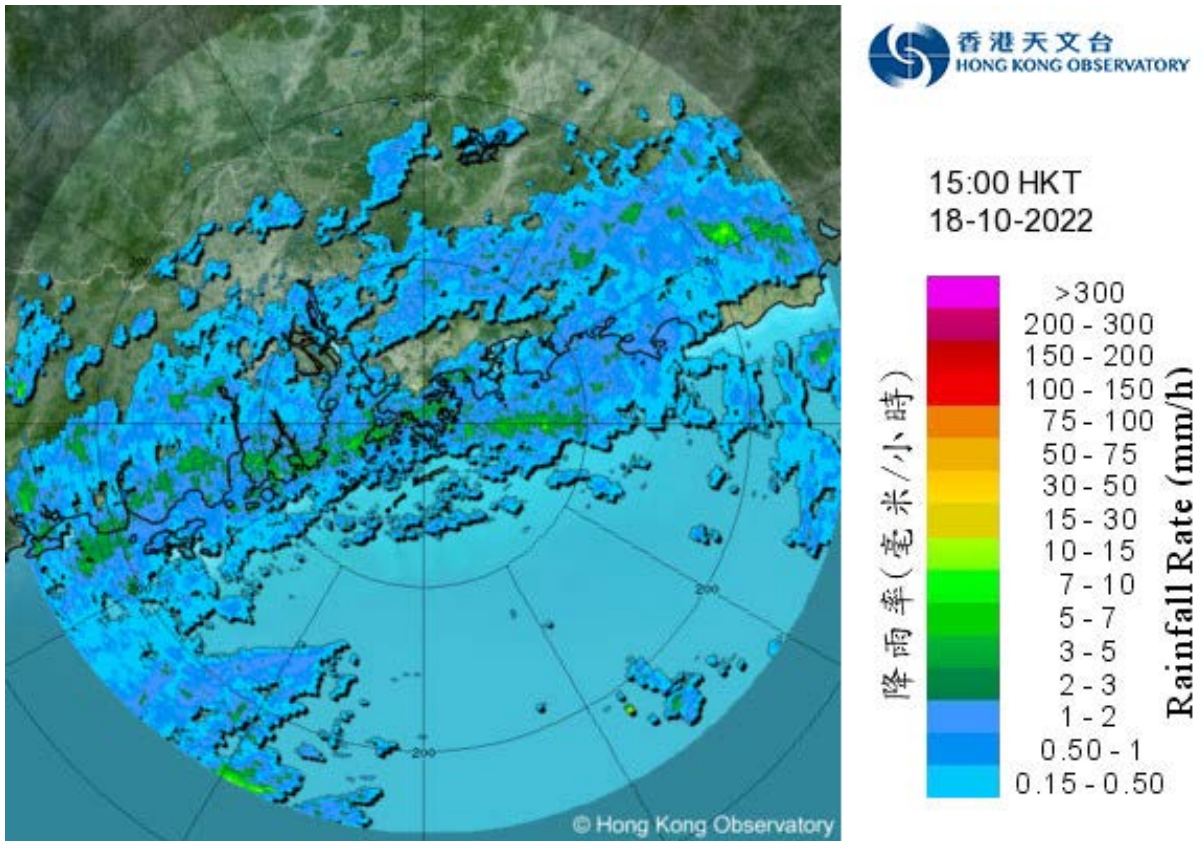 香港天文台
HONG KONG OBSERVATORY
15:00 HKT
18-10-2022
>300
200 - 300
150 - 200
100 - 150
75 - 100
50 - 75
30 - 50
15 - 30
10 - 15
7 - 10
5 - 7
3 - 5
2 - 3
1 - 2
0.50 - 1
0.15 - 0.50
降雨率(毫米/小時)
Rainfall Rate (mm/h)
200
200
200
200
200
© Hong Kong Observatory